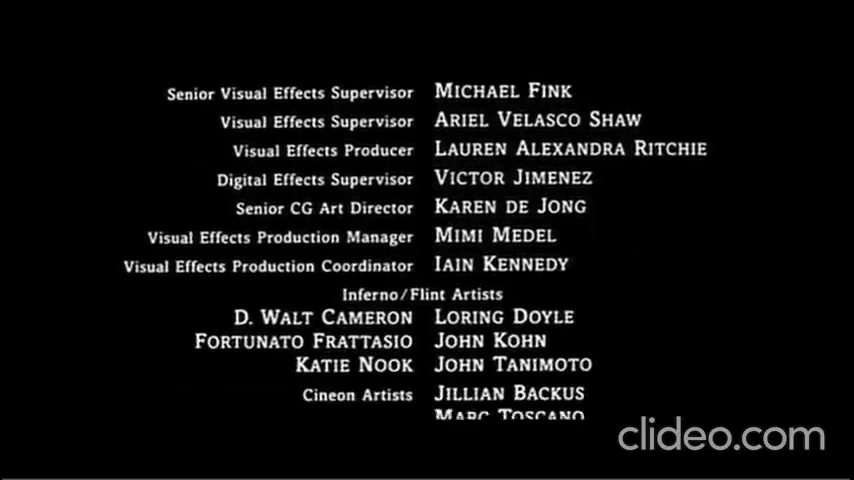 Senior Visual Effects Supervisor MICHAEL FINK
Visual Effects Supervisor ARIEL VELASCO SHAW
Visual Effects Producer LAUREN ALEXANDRA RITCHIE
Digital Effects Supervisor VICTOR JIMENEZ
Senior CG Art Director KAREN DE JONG
Visual Effects Production Manager MIMI MEDEL
Visual Effects Production Coordinator IAIN KENNEDY
Inferno/Flint Artists
D. WALT CAMERON LORING DOYLE
FORTUNATO FRATTASIO JOHN KOHN
KATIE NOOK JOHN TANIMOTO
Cineon Artists JILLIAN BACKUS
MARC TOSCANO
clideo.com